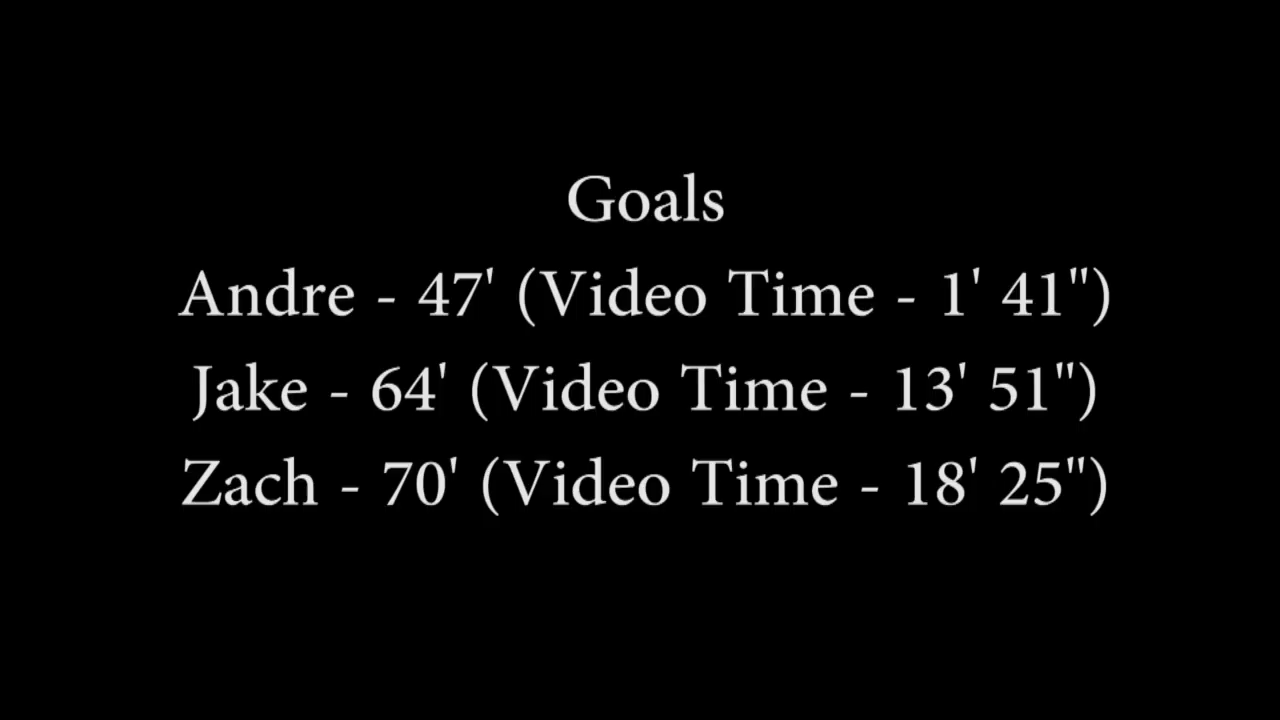 Goals
Andre - 47' (Video Time - 1' 41")
Jake - 64' (Video Time - 13' 51")
Zach - 70' (Video Time - 18' 25")